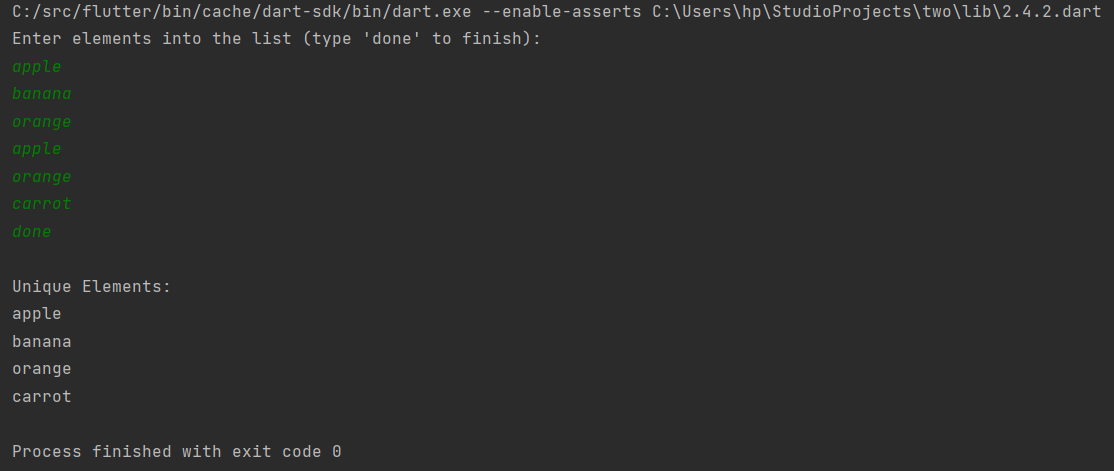 C:/src/flutter/bin/cache/dart-sdk/bin/dart.exe --enable-asserts C:\Users\hp\StudioProjects\two\lib\2.4.2.dart
Enter elements into the list (type 'done' to finish):
apple
banana
orange
apple
orange
carrot
done
Unique Elements:
apple
banana
orange
carrot
Process finished with exit code 0